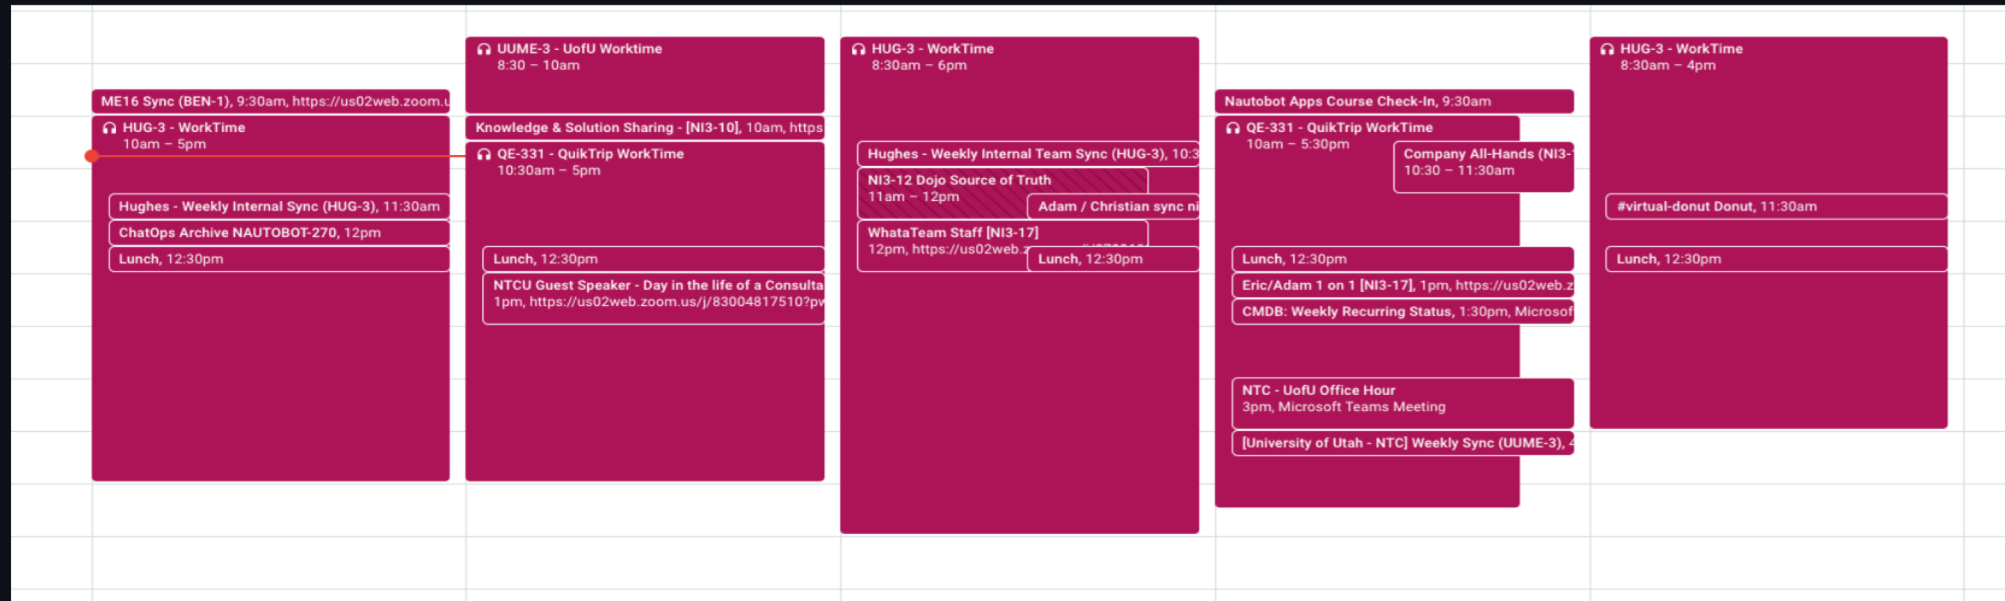 ME16 Sync (BEN-1), 9:30am, https://us02web.zoom.u
HUG-3 - WorkTime
10am – 5pm
Hughes - Weekly Internal Sync (HUG-3), 11:30am
ChatOps Archive NAUTOBOT-270, 12pm
Lunch, 12:30pm
UUME-3 - UofU Worktime
8:30 – 10am
Knowledge & Solution Sharing - [NI3-10], 10am, https
QE-331 - QuikTrip WorkTime
10:30am – 5pm
Lunch, 12:30pm
NTCU Guest Speaker - Day in the life of a Consulta
1pm, https://us02web.zoom.us/j/83004817510?pw
HUG-3 - WorkTime
8:30am – 6pm
Hughes - Weekly Internal Team Sync (HUG-3), 10:3
NI3-12 Dojo Source of Truth
11am – 12pm
Adam / Christian sync ni
WhataTeam Staff [NI3-17]
12pm, https://us02web.z
Lunch, 12:30pm
Nautobot Apps Course Check-In, 9:30am
QE-331 - QuikTrip WorkTime
10am – 5:30pm
Company All-Hands (NI3-
10:30 – 11:30am
Lunch, 12:30pm
Eric/Adam 1 on 1 [NI3-17], 1pm, https://us02web.z
CMDB: Weekly Recurring Status, 1:30pm, Microsof
NTC - UofU Office Hour
3pm, Microsoft Teams Meeting
[University of Utah - NTC] Weekly Sync (UUME-3), 4
HUG-3 - WorkTime
8:30am – 4pm
#virtual-donut Donut, 11:30am
Lunch, 12:30pm